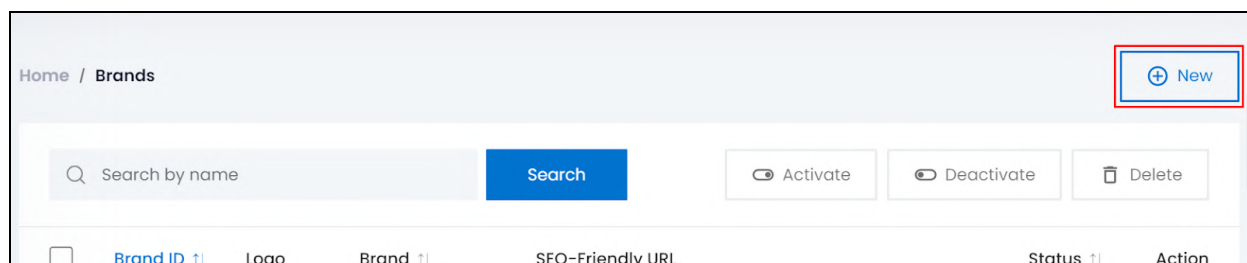 Home / Brands
New
Search by name
Search
Activate
Deactivate
Delete
Brand ID Logo Brand SEO-Friendly URL Status Action